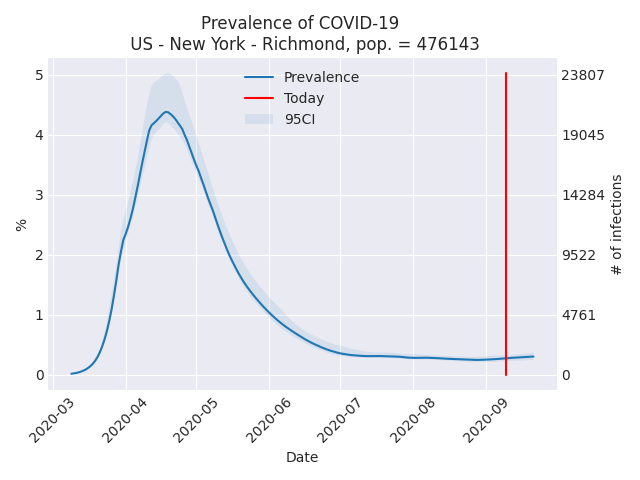 Prevalence of COVID-19
US - New York - Richmond, pop. = 476143
Prevalence
Today
95CI
%
5
4
3
2
1
0
23807
19045
14284
9522
4761
0
# of infections
2020-03
2020-04
2020-05
2020-06
2020-07
2020-08
2020-09
Date